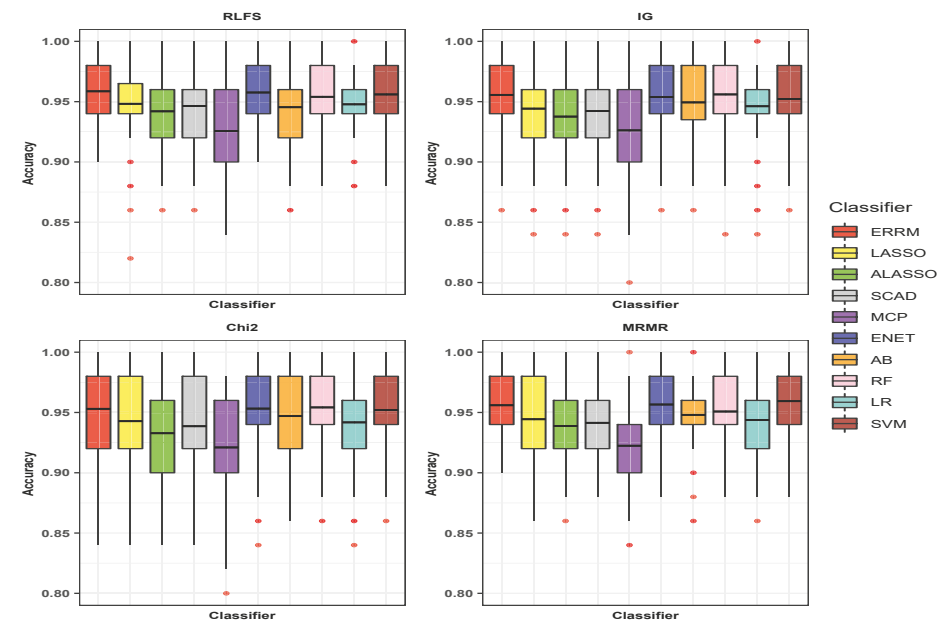 RLFS
IG
Accuracy
1.00
0.95
0.90
0.85
0.80
Classifier
Accuracy
1.00
0.95
0.90
0.85
0.80
Classifier
Chi2
MRMR
Accuracy
1.00
0.95
0.90
0.85
0.80
Classifier
Accuracy
1.00
0.95
0.90
0.85
0.80
Classifier
Classifier
ERRM
LASSO
ALASSO
SCAD
MCP
ENET
AB
RF
LR
SVM